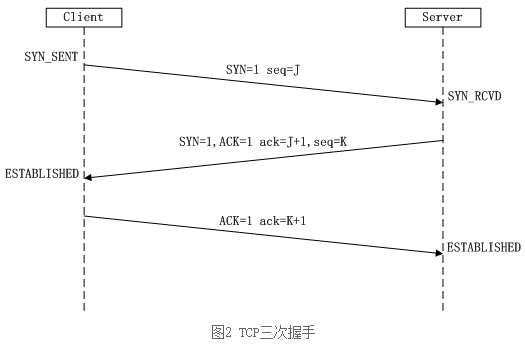 Client
Server
SYN_SENT
SYN=1 seq=J
SYN_RCVD
SYN=1,ACK=1 ack=J+1,seq=K
ESTABLISHED
ACK=1 ack=K+1
ESTABLISHED
图2 TCP三次握手